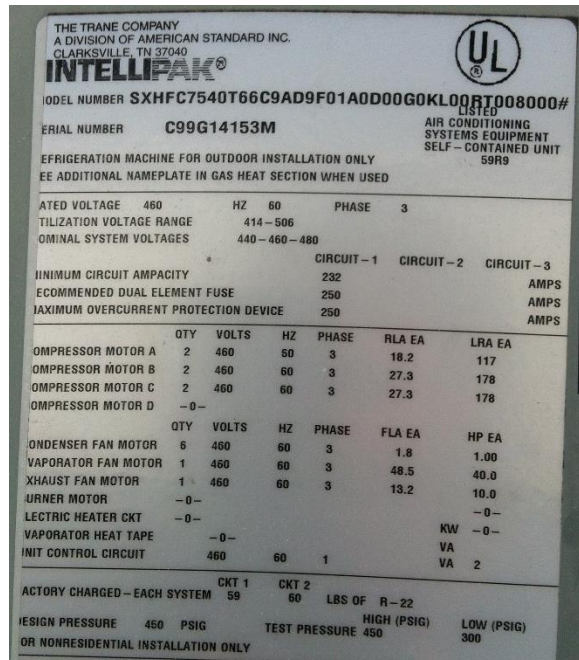 THE TRANE COMPANY
A DIVISION OF AMERICAN STANDARD INC.
CLARKSVILLE, TN 37040
INTELLIPAK®
UL ®
ODEL NUMBER SXHFC7540T66C9AD9F01A0D00G0KL00RT008000#
LISTED
AIR CONDITIONING
SYSTEMS EQUIPMENT
SELF-CONTAINED UNIT
59R9
ERIAL NUMBER C99G14153M
EFRIGERATION MACHINE FOR OUTDOOR INSTALLATION ONLY
EE ADDITIONAL NAMEPLATE IN GAS HEAT SECTION WHEN USED
ATED VOLTAGE 460 HZ 60 PHASE 3
TILIZATION VOLTAGE RANGE 414-506
OMINAL SYSTEM VOLTAGES 440-460-480
CIRCUIT-1 CIRCUIT-2 CIRCUIT-3
INIMUM CIRCUIT AMPACITY 232 AMPS
ECOMMENDED DUAL ELEMENT FUSE 250 AMPS
AXIMUM OVERCURRENT PROTECTION DEVICE 250 AMPS
QTY VOLTS HZ PHASE RLA EA LRA EA
OMPRESSOR MOTOR A 2 460 60 3 18.2 117
OMPRESSOR MOTOR B 2 460 60 3 27.3 178
OMPRESSOR MOTOR C 2 460 60 3 27.3 178
OMPRESSOR MOTOR D -0-
QTY VOLTS HZ PHASE FLA EA HP EA
ONDENSER FAN MOTOR 6 460 60 3 1.8 1.00
VAPORATOR FAN MOTOR 1 460 60 3 48.5 40.0
XHAUST FAN MOTOR 1 460 60 3 13.2 10.0
URNER MOTOR -0- -0-
LECTRIC HEATER CKT -0- KW -0-
VAPORATOR HEAT TAPE -0- VA
NIT CONTROL CIRCUIT 460 60 1 VA 2
CKT 1 CKT 2
ACTORY CHARGED-EACH SYSTEM 59 60 LBS OF R-22
HIGH (PSIG) LOW (PSIG)
ESIGN PRESSURE 450 PSIG TEST PRESSURE 450 300
OR NONRESIDENTIAL INSTALLATION ONLY